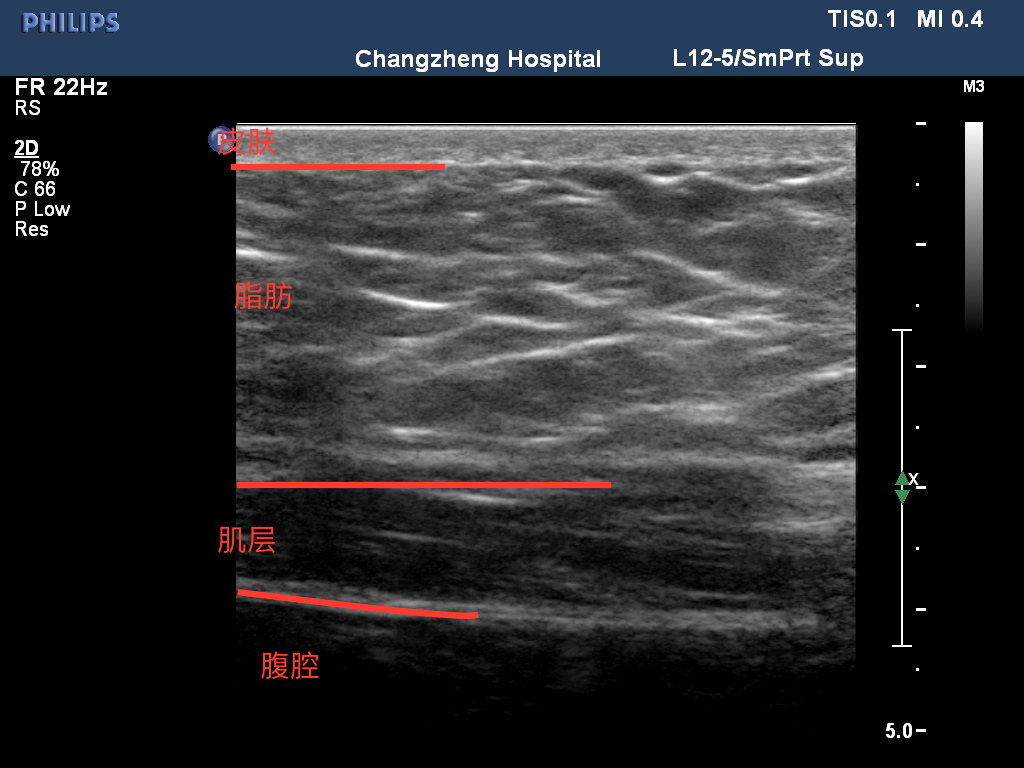 PHILIPS
TIS0.1 MI 0.4
Changzheng Hospital L12-5/SmPrt Sup
FR 22Hz
RS
M3
2D
78%
C 66
P Low
Res
P
皮肤
脂肪
X
肌层
腹腔
5.0